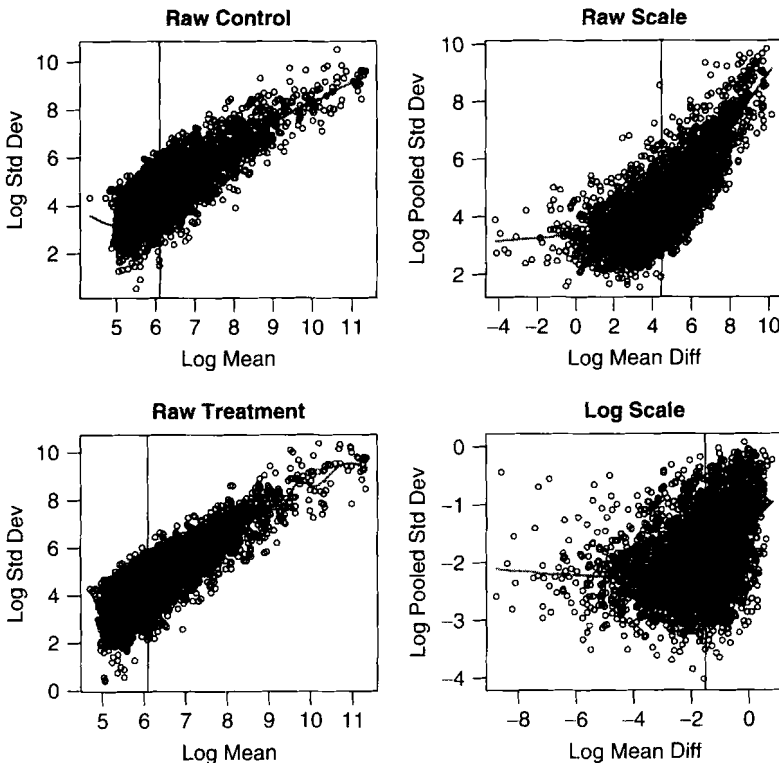 Raw Control
Log Std Dev
10
8
6
4
2
5 6 7 8 9 10 11
Log Mean
Raw Scale
Log Pooled Std Dev
10
8
6
4
2
−4 −2 0 2 4 6 8 10
Log Mean Diff
Raw Treatment
Log Std Dev
10
8
6
4
2
0
5 6 7 8 9 10 11
Log Mean
Log Scale
Log Pooled Std Dev
0
−1
−2
−3
−4
−8 −6 −4 −2 0
Log Mean Diff